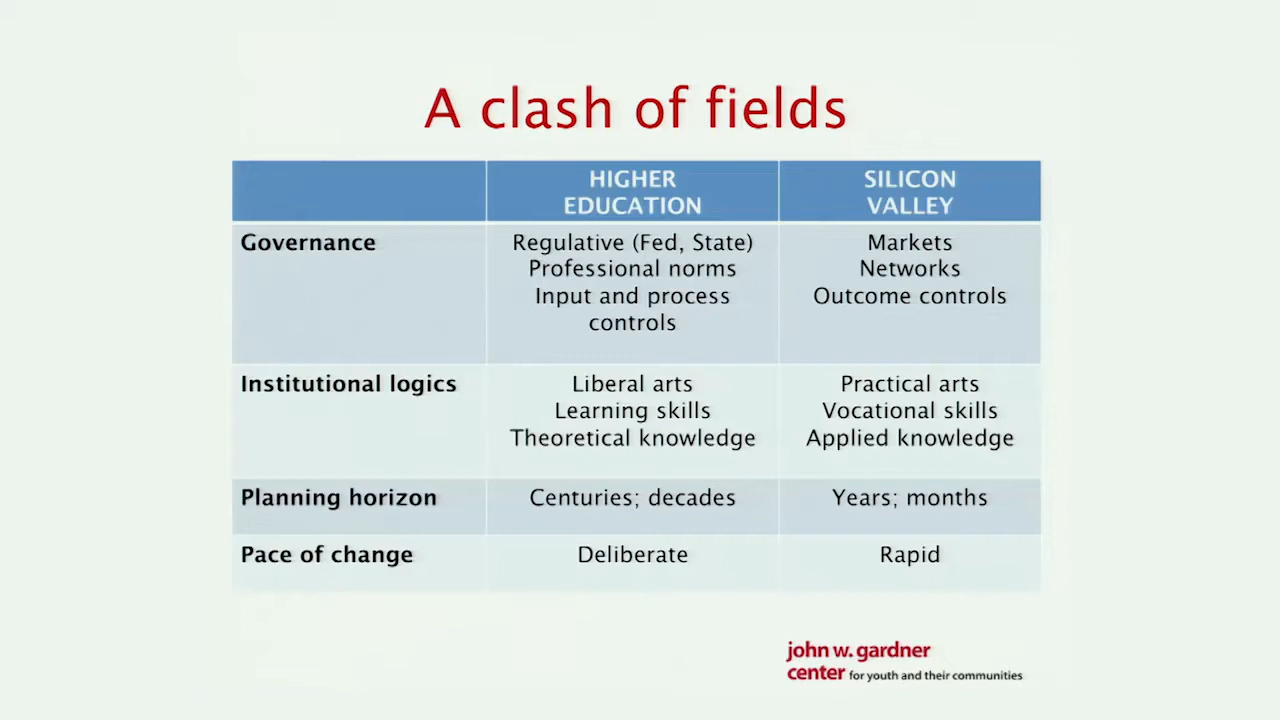 A clash of fields
HIGHER
EDUCATION
SILICON
VALLEY
Governance
Regulative (Fed, State)
Professional norms
Input and process
controls
Markets
Networks
Outcome controls
Institutional logics
Liberal arts
Learning skills
Theoretical knowledge
Practical arts
Vocational skills
Applied knowledge
Planning horizon
Centuries; decades
Years; months
Pace of change
Deliberate
Rapid
john w. gardner
center for youth and their communities